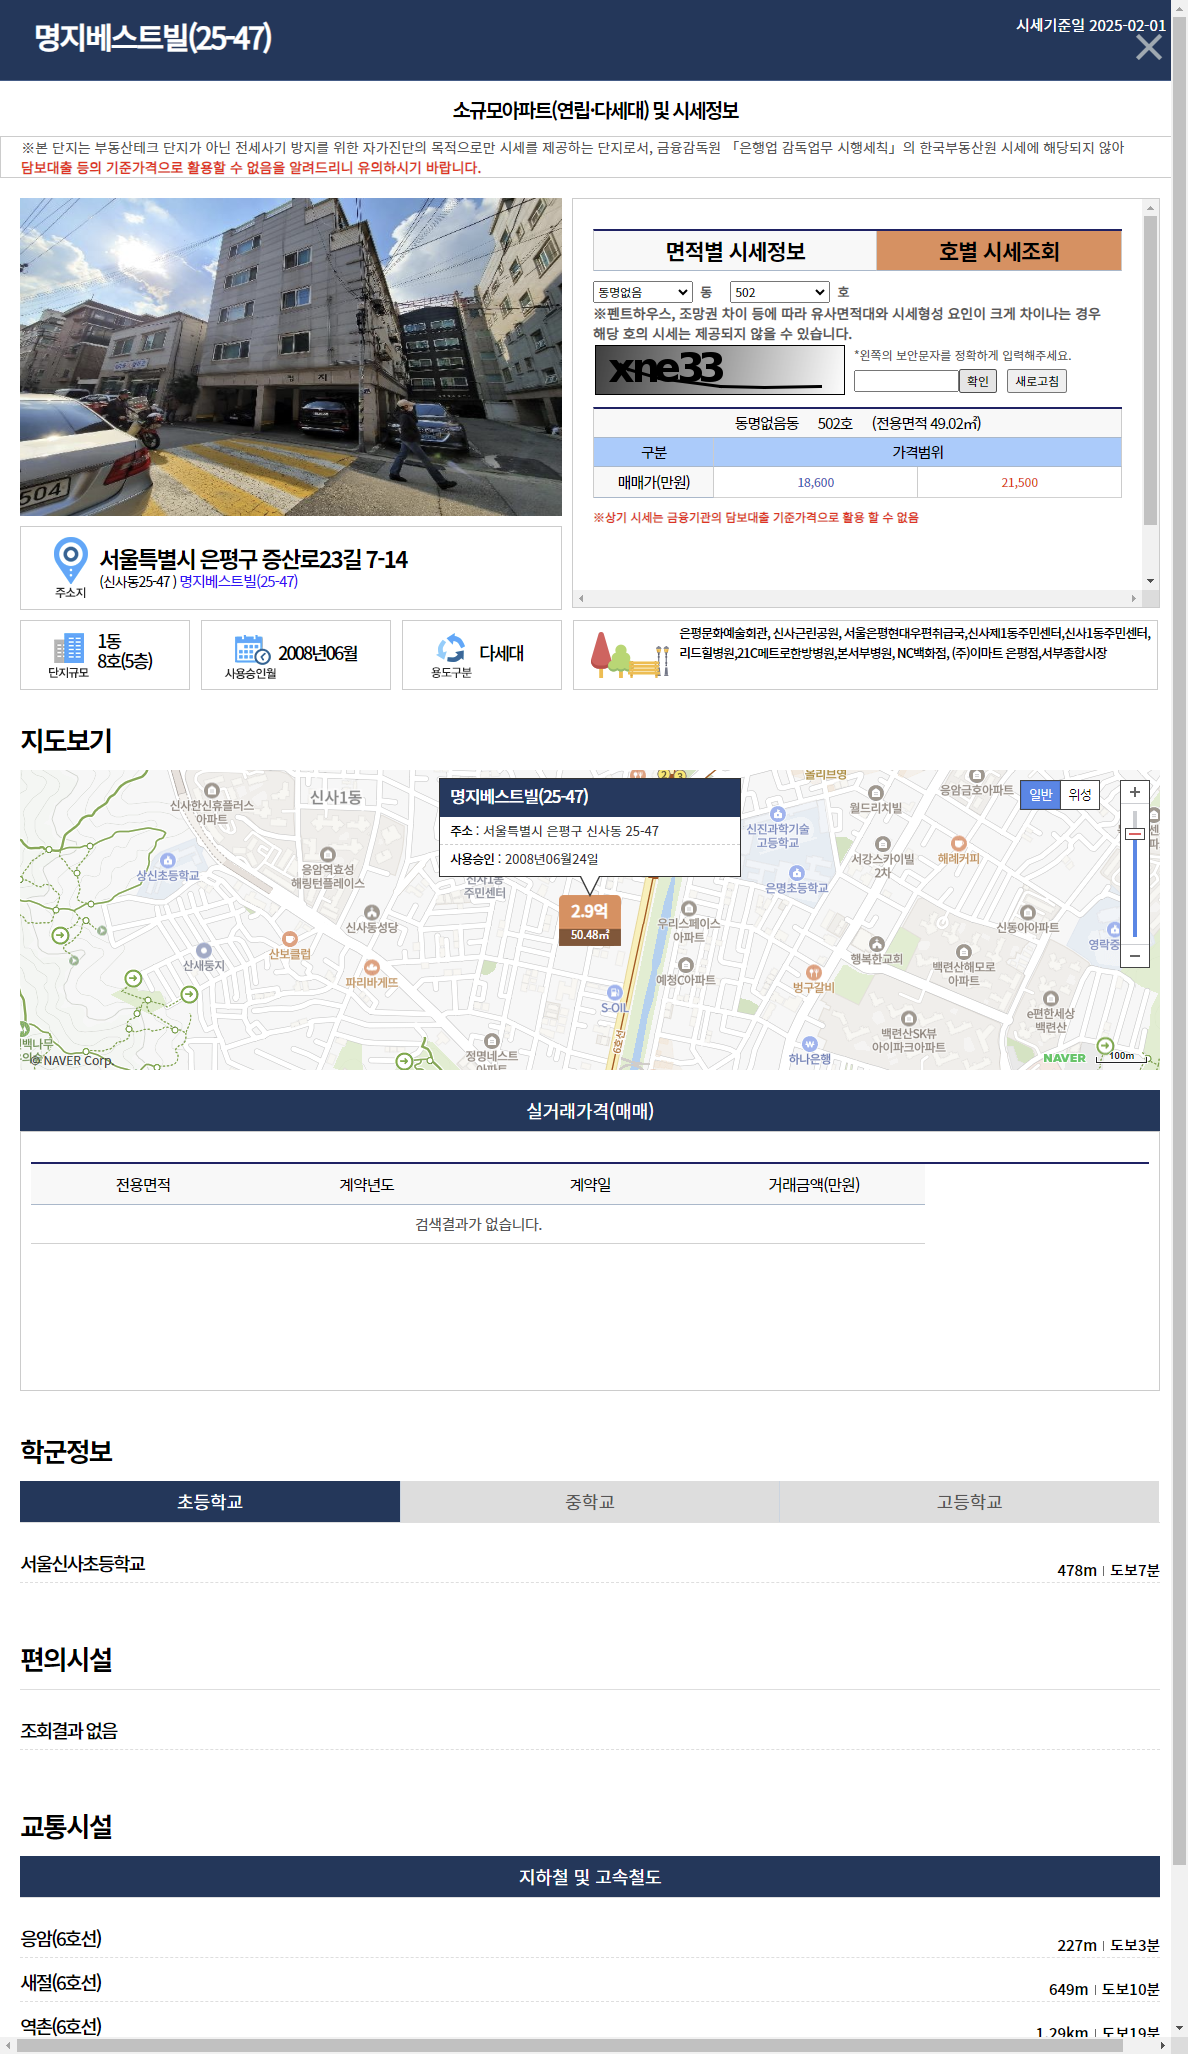 명지베스트빌(25-47)
시세기준일 2025-02-01
소규모아파트(연립·다세대) 및 시세정보
※본 단지는 부동산테크 단지가 아닌 전세사기 방지를 위한 자가진단의 목적으로만 시세를 제공하는 단지로서, 금융감독원 「은행업 감독업무 시행세칙」의 한국부동산원 시세에 해당되지 않아
담보대출 등의 기준가격으로 활용할 수 없음을 알려드리니 유의하시기 바랍니다.
504
면적별 시세정보 호별 시세조회
동명없음 동 502 호
※펜트하우스, 조망권 차이 등에 따라 유사면적대와 시세형성 요인이 크게 차이나는 경우
해당 호의 시세는 제공되지 않을 수 있습니다.
xne33
*왼쪽의 보안문자를 정확하게 입력해주세요.
확인 새로고침
동명없음동 502호 (전용면적 49.02㎡)
구분 가격범위
매매가(만원) 18,600 21,500
※상기 시세는 금융기관의 담보대출 기준가격으로 활용 할 수 없음
주소지
서울특별시 은평구 증산로23길 7-14
(신사동25-47 ) 명지베스트빌(25-47)
단지규모
1동
8호(5층)
사용승인월
2008년06월
용도구분
다세대
은평문화예술회관, 신사근린공원, 서울은평현대우편취급국,신사제1동주민센터,신사1동주민센터,
리드힐병원,21C메트로한방병원,본서부병원, NC백화점, (주)이마트 은평점,서부종합시장
지도보기
신사한신휴플러스
아파트
신사1동
명지베스트빌(25-47)
주소 : 서울특별시 은평구 신사동 25-47
사용승인 : 2008년06월24일
2 3
올리브영
월드리치빌
응암금호아파트
일반 위성
신진과학기술
고등학교
서강스카이빌
2차
헤레커피
은명초등학교
상신초등학교
응암역효성
해링턴플레이스
신사1동
주민센터
2.9억
50.48㎡
신사동성당
우리스페이스
아파트
신동아아파트
영락중
산새둥지
산보클럽
파리바게뜨
예청C아파트
벙구갈비
행복한교회
백련산해모로
아파트
S-OIL
6호선
e편한세상
백련산
백련산SK뷰
아이파크아파트
하나은행
정명네스트
아파트
백나무
© NAVER Corp.
NAVER
100m
실거래가격(매매)
전용면적 계약년도 계약일 거래금액(만원)
검색결과가 없습니다.
학군정보
초등학교 중학교 고등학교
서울신사초등학교 478m 도보7분
편의시설
조회결과 없음
교통시설
지하철 및 고속철도
응암(6호선) 227m 도보3분
새절(6호선) 649m 도보10분
역촌(6호선) 1.29km 도보19분